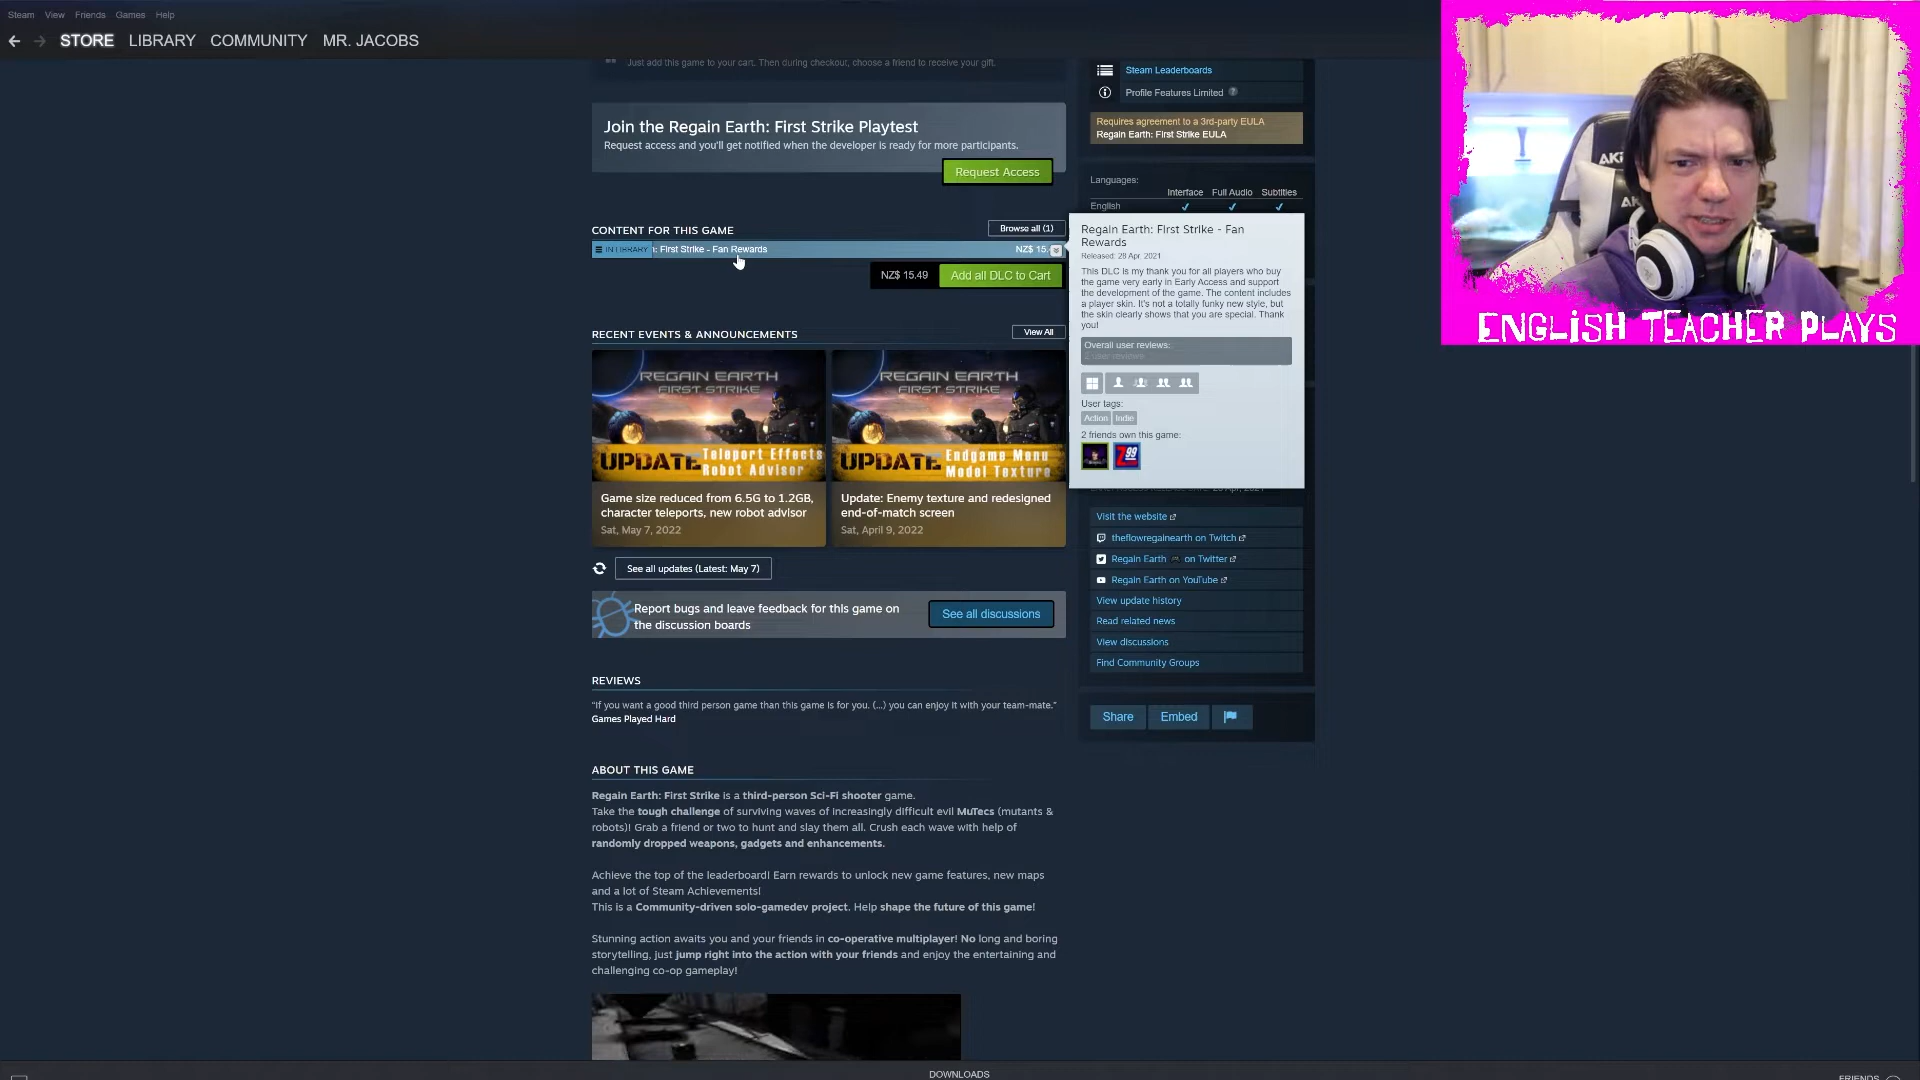 Steam View Friends Games Help
STORE LIBRARY COMMUNITY MR. JACOBS
Just add this game to your cart. Then during checkout, choose a friend to receive your gift.
Join the Regain Earth: First Strike Playtest
Request access and you'll get notified when the developer is ready for more participants.
Request Access
CONTENT FOR THIS GAME
Browse all (1)
IN LIBRARY : First Strike - Fan Rewards NZ$ 15.
NZ$ 15.49 Add all DLC to Cart
RECENT EVENTS & ANNOUNCEMENTS
View All
REGAIN EARTH
FIRST STRIKE
UPDATE Teleport Effects
Robot Advisor
Game size reduced from 6.5G to 1.2GB,
character teleports, new robot advisor
Sat, May 7, 2022
REGAIN EARTH
FIRST STRIKE
UPDATE Endgame Menu
Model Texture
Update: Enemy texture and redesigned
end-of-match screen
Sat, April 9, 2022
See all updates (Latest: May 7)
Report bugs and leave feedback for this game on
the discussion boards
See all discussions
REVIEWS
“If you want a good third person game than this game is for you. (...) you can enjoy it with your team-mate.”
Games Played Hard
ABOUT THIS GAME
Regain Earth: First Strike is a third-person Sci-Fi shooter game.
Take the tough challenge of surviving waves of increasingly difficult evil MuTecs (mutants &
robots)! Grab a friend or two to hunt and slay them all. Crush each wave with help of
randomly dropped weapons, gadgets and enhancements.
Achieve the top of the leaderboard! Earn rewards to unlock new game features, new maps
and a lot of Steam Achievements!
This is a Community-driven solo-gamedev project. Help shape the future of this game!
Stunning action awaits you and your friends in co-operative multiplayer! No long and boring
storytelling, just jump right into the action with your friends and enjoy the entertaining and
challenging co-op gameplay!
Steam Leaderboards
Profile Features Limited ?
Requires agreement to a 3rd-party EULA
Regain Earth: First Strike EULA
Languages:
Interface Full Audio Subtitles
English ✓ ✓ ✓
Regain Earth: First Strike - Fan
Rewards
Released: 28 Apr, 2021
This DLC is my thank you for all players who buy
the game very early in Early Access and support
the development of the game. The content includes
a player skin. It's not a totally funky new style, but
the skin clearly shows that you are special. Thank
you!
Overall user reviews:
User tags:
Action Indie
2 friends own this game:
Z99
Visit the website
theflowregainearth on Twitch
Regain Earth on Twitter
Regain Earth on YouTube
View update history
Read related news
View discussions
Find Community Groups
Share Embed
ENGLISH TEACHER PLAYS
DOWNLOADS
FRIENDS